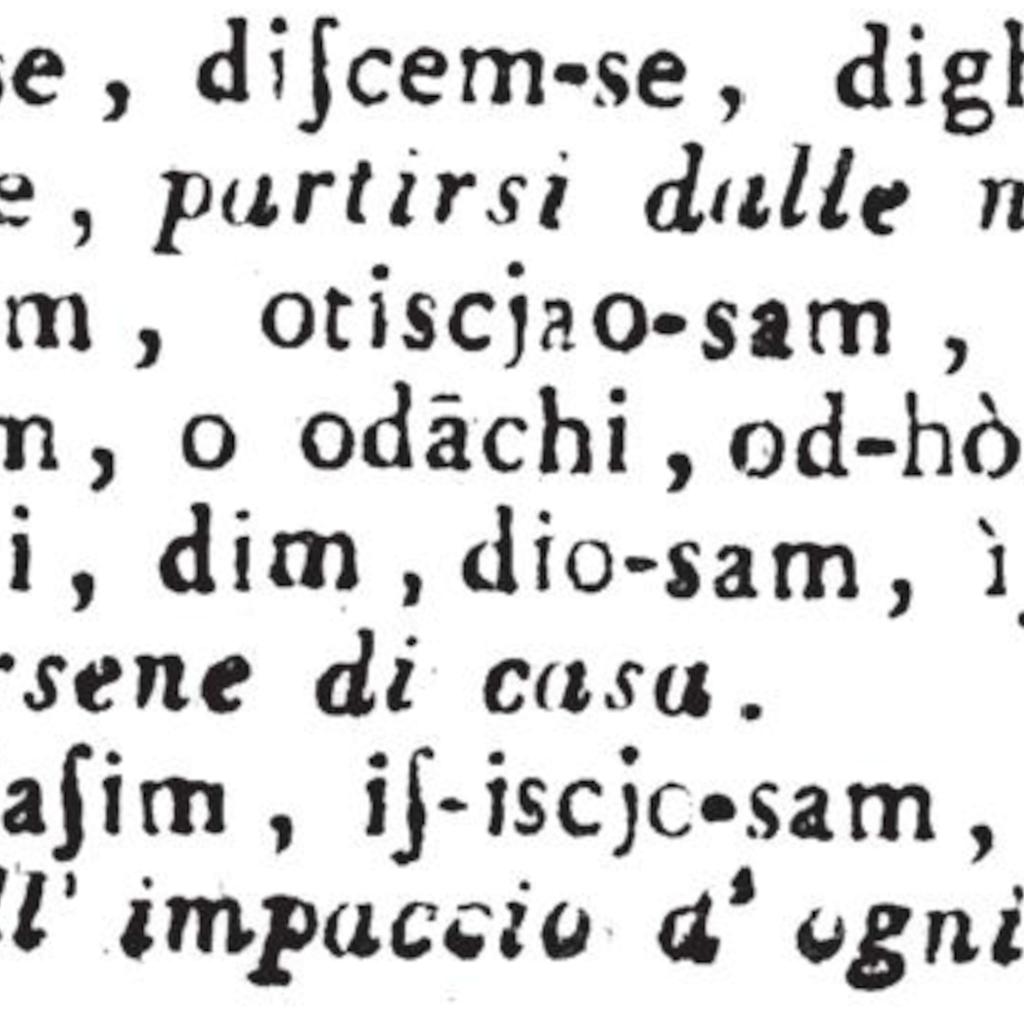 se, diſcem-se, digh
e, partirsi dalle n
m, otiscjao-sam,
m, o odāchi, od-hò
i, dim, dio-sam, ì
rsene di casa.
aſim, iſ-iscjo-sam,
ll' impaccio d' ogni